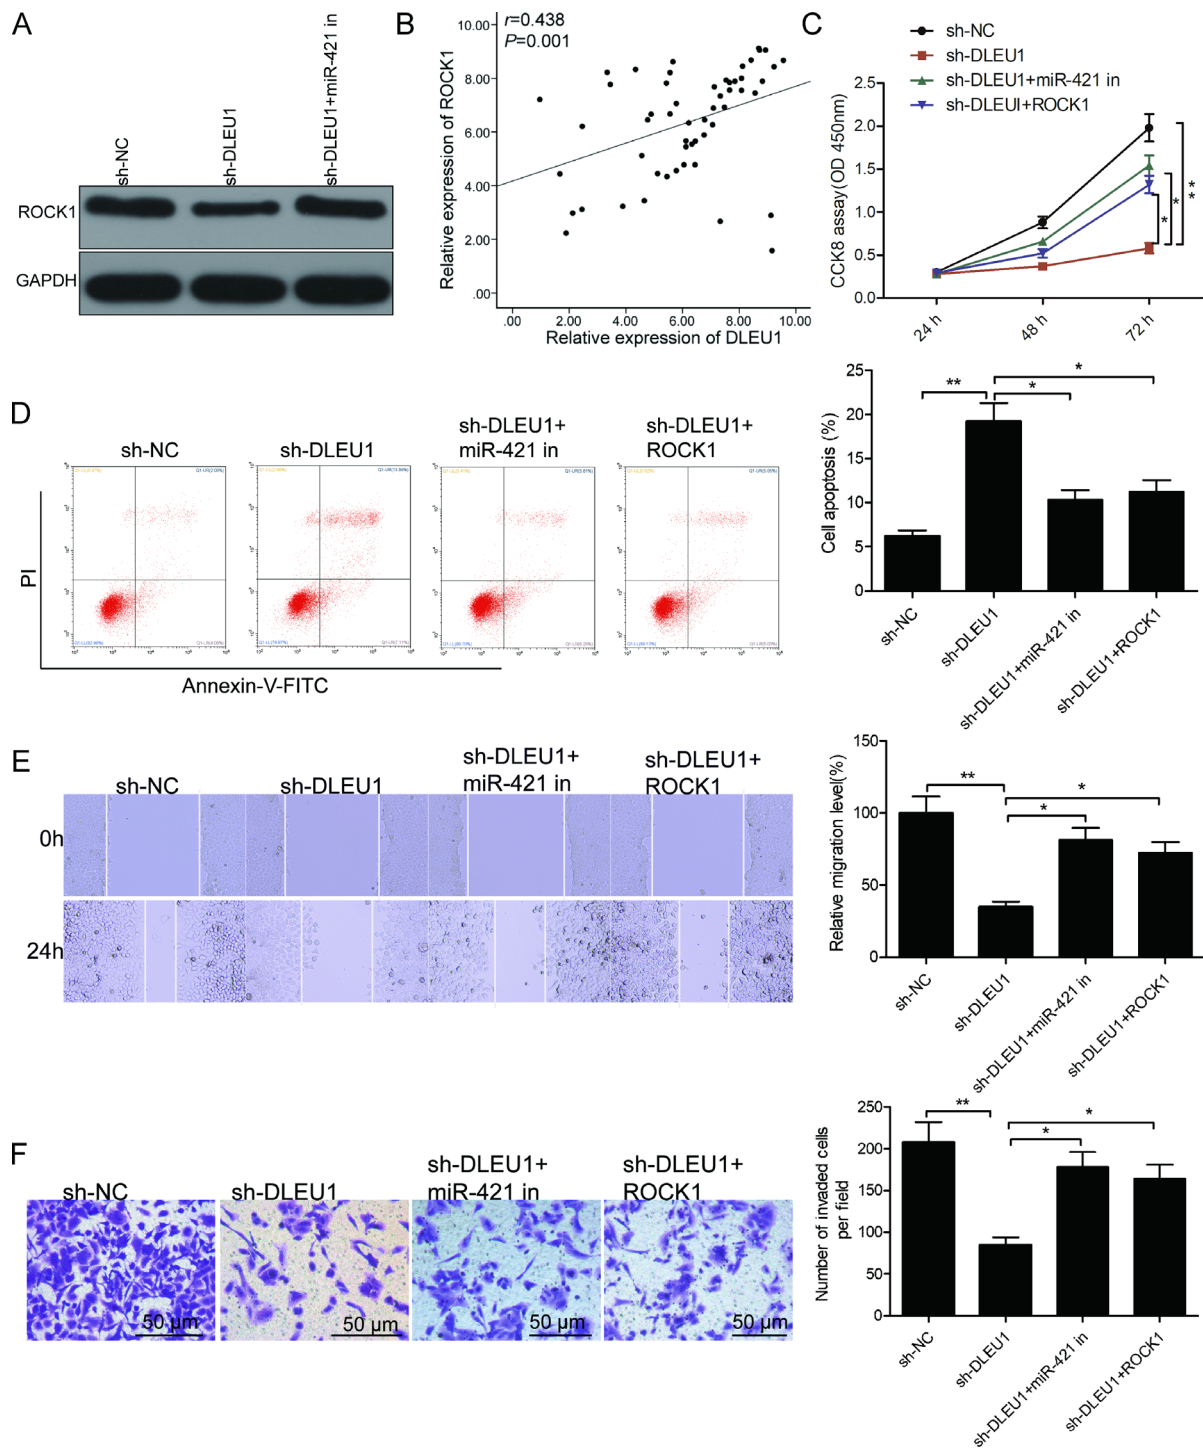 A
sh-NC
sh-DLEU1
sh-DLEU1+miR-421 in
ROCK1
GAPDH
B
r=0.438
P=0.001
Relative expression of ROCK1
10.00
8.00
6.00
4.00
2.00
.00
.00 2.00 4.00 6.00 8.00 10.00
Relative expression of DLEU1
C
sh-NC
sh-DLEU1
sh-DLEU1+miR-421 in
sh-DLEUI+ROCK1
CCK8 assay(OD 450nm)
2.5
2.0
1.5
1.0
0.5
0.0
24 h 48 h 72 h
*
*
**
D
sh-NC
sh-DLEU1
sh-DLEU1+
miR-421 in
sh-DLEU1+
ROCK1
PI
Annexin-V-FITC
Cell apoptosis (%)
25
20
15
10
5
0
**
*
*
sh-NC
sh-DLEU1
sh-DLEU1+miR-421 in
sh-DLEU1+ROCK1
E
sh-NC
sh-DLEU1
sh-DLEU1+
miR-421 in
sh-DLEU1+
ROCK1
0h
24h
Relative migration level(%)
150
100
50
0
**
*
*
sh-NC
sh-DLEU1
sh-DLEU1+miR-421 in
sh-DLEU1+ROCK1
F
sh-NC
sh-DLEU1
sh-DLEU1+
miR-421 in
sh-DLEU1+
ROCK1
50 μm
50 μm
50 μm
50 μm
Number of invaded cells
per field
250
200
150
100
50
0
**
*
*
sh-NC
sh-DLEU1
sh-DLEU1+miR-421 in
sh-DLEU1+ROCK1